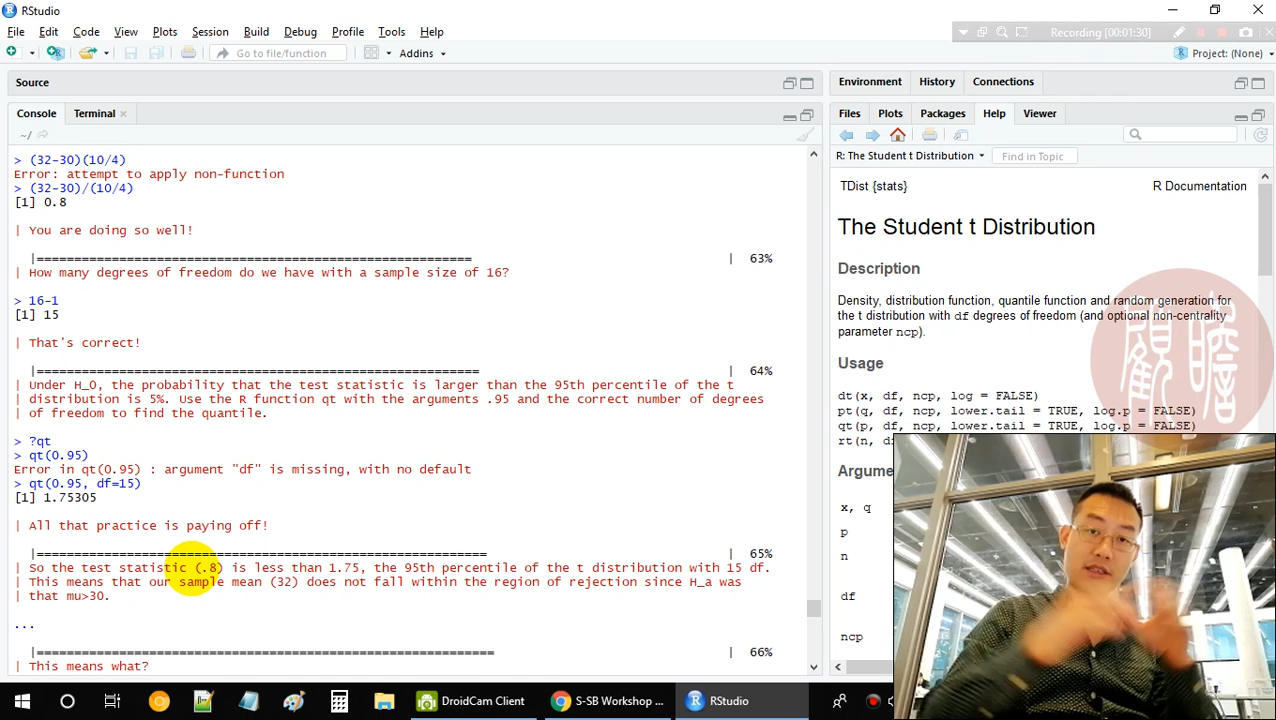 RStudio
File Edit Code View Plots Session Build Debug Profile Tools Help
Recording [00:01:30]
Go to file/function
Addins
Project: (None)
Source
Environment History Connections
Console Terminal
Files Plots Packages Help Viewer
~/
R: The Student t Distribution
Find in Topic
> (32-30)(10/4)
Error: attempt to apply non-function
> (32-30)/(10/4)
[1] 0.8
| You are doing so well!
|========================================================== | 63%
| How many degrees of freedom do we have with a sample size of 16?
> 16-1
[1] 15
| That's correct!
|=========================================================== | 64%
| Under H_0, the probability that the test statistic is larger than the 95th percentile of the t
| distribution is 5%. Use the R function qt with the arguments .95 and the correct number of degrees
| of freedom to find the quantile.
> ?qt
> qt(0.95)
Error in qt(0.95) : argument "df" is missing, with no default
> qt(0.95, df=15)
[1] 1.75305
| All that practice is paying off!
|============================================================ | 65%
| So the test statistic (.8) is less than 1.75, the 95th percentile of the t distribution with 15 df.
| This means that our sample mean (32) does not fall within the region of rejection since H_a was
| that mu>30.
...
|============================================================= | 66%
| This means what?
TDist {stats}
R Documentation
The Student t Distribution
Description
Density, distribution function, quantile function and random generation for
the t distribution with df degrees of freedom (and optional non-centrality
parameter ncp).
Usage
dt(x, df, ncp, log = FALSE)
pt(q, df, ncp, lower.tail = TRUE, log.p = FALSE)
qt(p, df, ncp, lower.tail = TRUE, log.p = FALSE)
rt(n, d
Argume
x, q
p
n
df
ncp
DroidCam Client
S-SB Workshop ...
RStudio